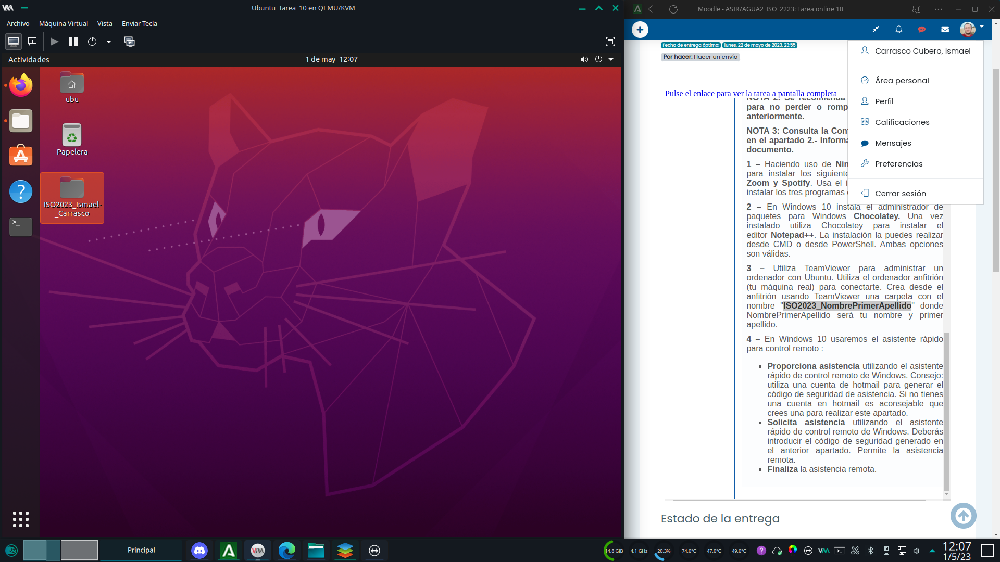 Ubuntu_Tarea_10 en QEMU/KVM
Archivo Máquina Virtual Vista Enviar Tecla
Actividades
1 de may 12:07
ubu
Papelera
ISO2023_Ismael-
_Carrasco
Moodle - ASIR/AGUA2_ISO_2223: Tarea online 10
Fecha de entrega óptima: lunes, 22 de mayo de 2023, 23:55
Por hacer: Hacer un envío
Pulse el enlace para ver la tarea a pantalla completa
Carrasco Cubero, Ismael
Área personal
Perfil
Calificaciones
Mensajes
Preferencias
Cerrar sesión
NOTA 2: Se recomienda
para no perder o romp
anteriormente.
NOTA 3: Consulta la Con
en el apartado 2.- Informa
documento.
1 – Haciendo uso de Nin
para instalar los siguiente
Zoom y Spotify. Usa el i
instalar los tres programas
2 – En Windows 10 instala el administrador de
paquetes para Windows Chocolatey. Una vez
instalado utiliza Chocolatey para instalar el
editor Notepad++. La instalación la puedes realizar
desde CMD o desde PowerShell. Ambas opciones
son válidas.
3 – Utiliza TeamViewer para administrar un
ordenador con Ubuntu. Utiliza el ordenador anfitrión
(tu máquina real) para conectarte. Crea desde el
anfitrión usando TeamViewer una carpeta con el
nombre "ISO2023_NombrePrimerApellido" donde
NombrePrimerApellido será tu nombre y primer
apellido.
4 – En Windows 10 usaremos el asistente rápido
para control remoto :
Proporciona asistencia utilizando el asistente
rápido de control remoto de Windows. Consejo:
utiliza una cuenta de hotmail para generar el
código de seguridad de asistencia. Si no tienes
una cuenta en hotmail es aconsejable que
crees una para realizar este apartado.
Solicita asistencia utilizando el asistente
rápido de control remoto de Windows. Deberás
introducir el código de seguridad generado en
el anterior apartado. Permite la asistencia
remota.
Finaliza la asistencia remota.
Estado de la entrega
Principal
14,8 GiB 4,1 GHz 20,3% 74,0°C 47,0°C 49,0°C
12:07
1/5/23